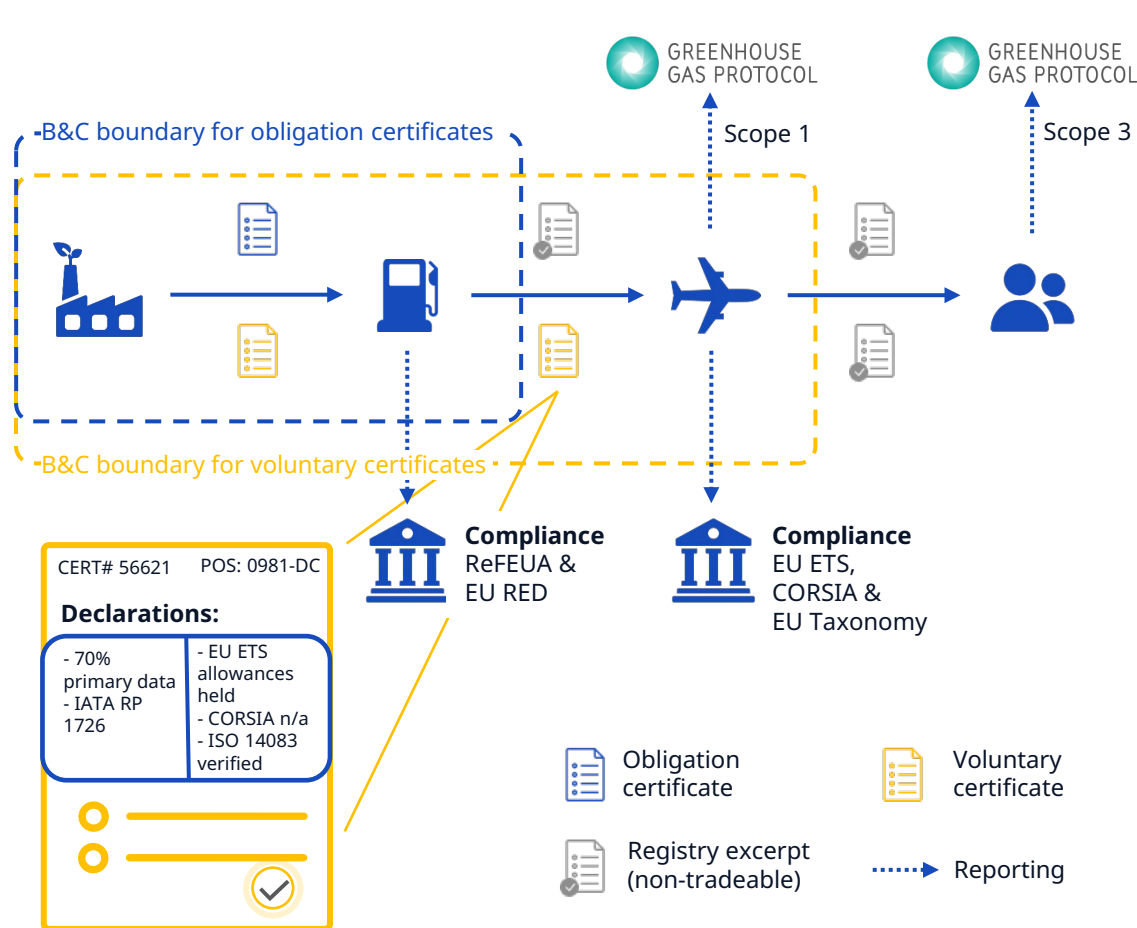 GREENHOUSE
GAS PROTOCOL
GREENHOUSE
GAS PROTOCOL
B&C boundary for obligation certificates
Scope 1
Scope 3
B&C boundary for voluntary certificates
Compliance
ReFEUA &
EU RED
Compliance
EU ETS,
CORSIA &
EU Taxonomy
CERT# 56621
POS: 0981-DC
Declarations:
- 70%
primary data
- IATA RP
1726
- EU ETS
allowances
held
- CORSIA n/a
- ISO 14083
verified
Obligation
certificate
Voluntary
certificate
Registry excerpt
(non-tradeable)
Reporting